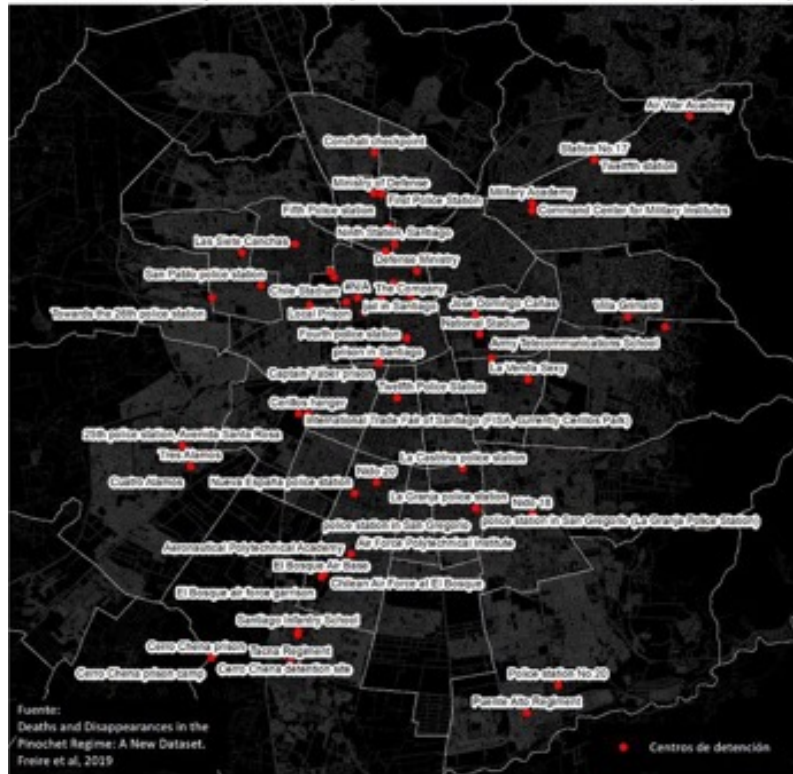 Air War Academy
Conchalí checkpoint
Station No.17
Twelfth station
Ministry of Defense
First Police Station
Military Academy
Command Center for Military Institutes
Fifth Police station
Ninth Station, Santiago
Las Siete Canchas
Defense Ministry
San Pablo police station
#N/A
The Company
Chile Stadium
jail in Santiago
José Domingo Cañas
Villa Grimaldi
Towards the 26th police station
Local Prison
National Stadium
Fourth police station
Army Telecommunications School
prison in Santiago
La Venda Sexy
Captain Yaber prison
Twelfth Police Station
Cerillos hanger
International Trade Fair of Santiago (FISA, currently Cerillos Park)
25th police station, Avenida Santa Rosa
Tres Alamos
La Castrina police station
Cuatro Alamos
Nido 20
Nueva España police station
La Granja police station
Nido 18
police station in San Gregorio
police station in San Gregorio (La Granja Police Station)
Aeronautical Polytechnical Academy
Air Force Polytechnical Institute
El Bosque Air Base
Chilean Air Force at El Bosque
El Bosque air force garrison
Santiago Infantry School
Cerro Chena prison
Tacna Regiment
Cerro Chena prison camp
Cerro Chena detention site
Police station No.20
Puente Alto Regiment
Fuente:
Deaths and Disappearances in the
Pinochet Regime: A New Dataset.
Freire et al, 2019
Centros de detención